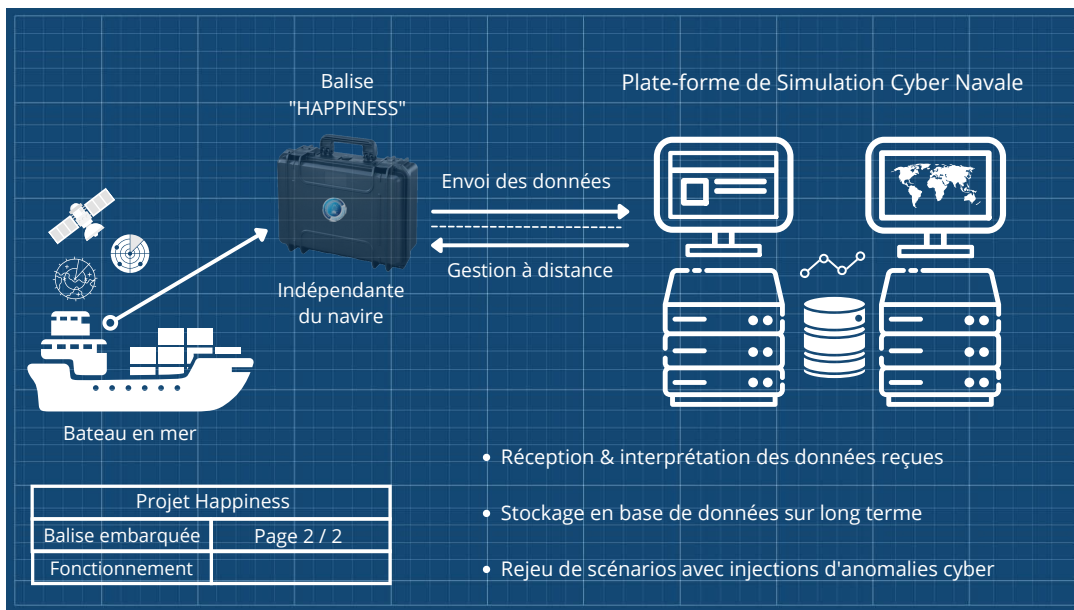 Balise
"HAPPINESS"
Plate-forme de Simulation Cyber Navale
Envoi des données
Gestion à distance
Indépendante
du navire
Bateau en mer
Réception & interprétation des données reçues
Stockage en base de données sur long terme
Rejeu de scénarios avec injections d'anomalies cyber
Projet Happiness
Balise embarquée Page 2 / 2
Fonctionnement